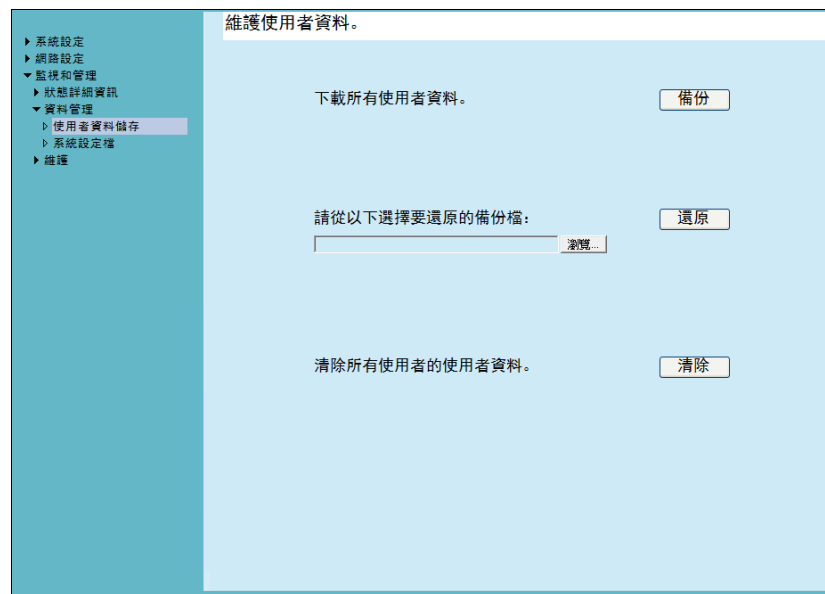 維護使用者資料。
系統設定
網路設定
監視和管理
狀態詳細資訊
資料管理
使用者資料儲存
系統設定檔
維護
下載所有使用者資料。 備份
請從以下選擇要還原的備份檔： 還原
瀏覽...
清除所有使用者的使用者資料。 清除